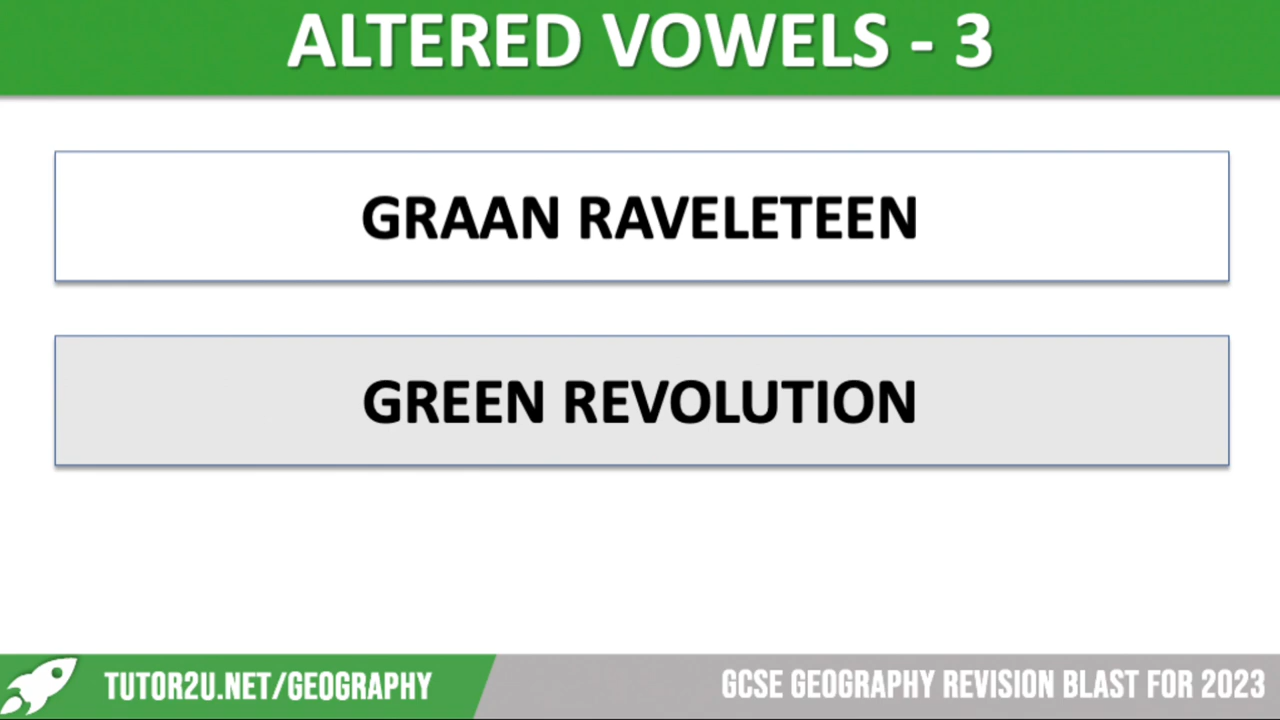 ALTERED VOWELS - 3
GRAAN RAVELETEEN
GREEN REVOLUTION
TUTOR2U.NET/GEOGRAPHY
GCSE GEOGRAPHY REVISION BLAST FOR 2023